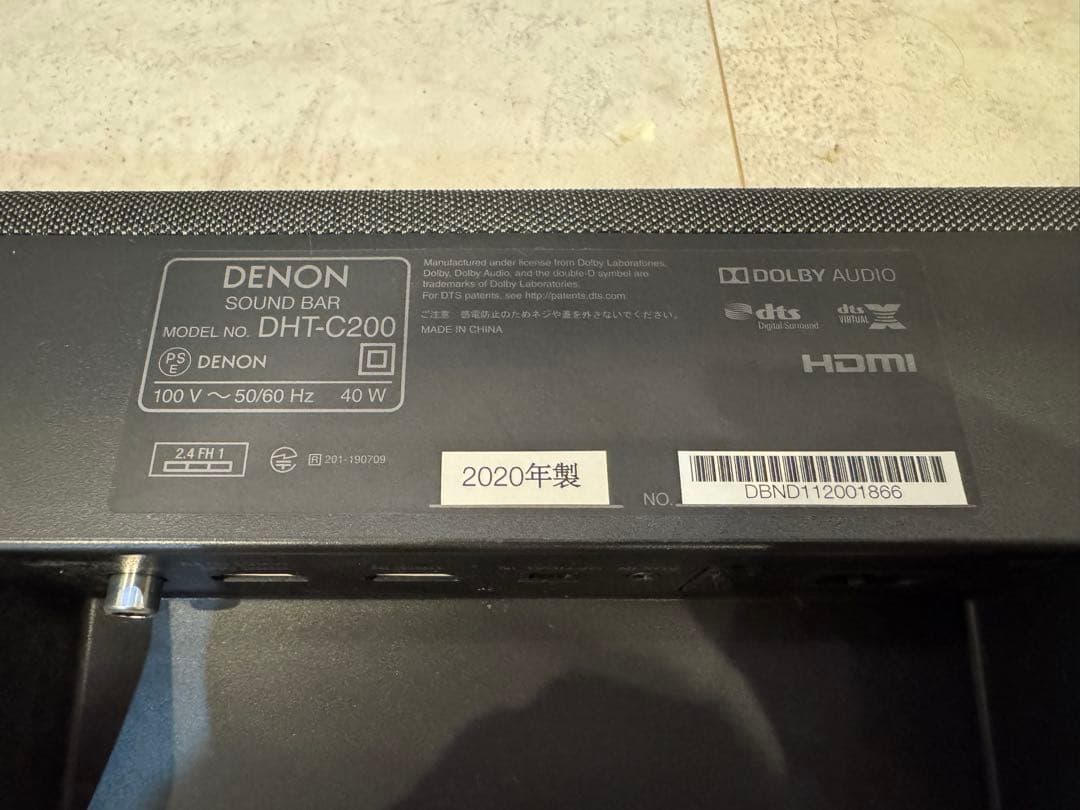 DENON
SOUND BAR
MODEL NO. DHT-C200
PS E DENON
100 V ～ 50/60 Hz 40 W
Manufactured under license from Dolby Laboratories.
Dolby, Dolby Audio, and the double-D symbol are
trademarks of Dolby Laboratories.
For DTS patents, see http://patents.dts.com.
ご注意 感電防止のためネジや蓋を外さないでください。
MADE IN CHINA
DOLBY AUDIO
dts
Digital Surround
dts
VIRTUAL X
HDMI
2.4 FH 1
R 201-190709
2020年製
NO.
DBND112001866